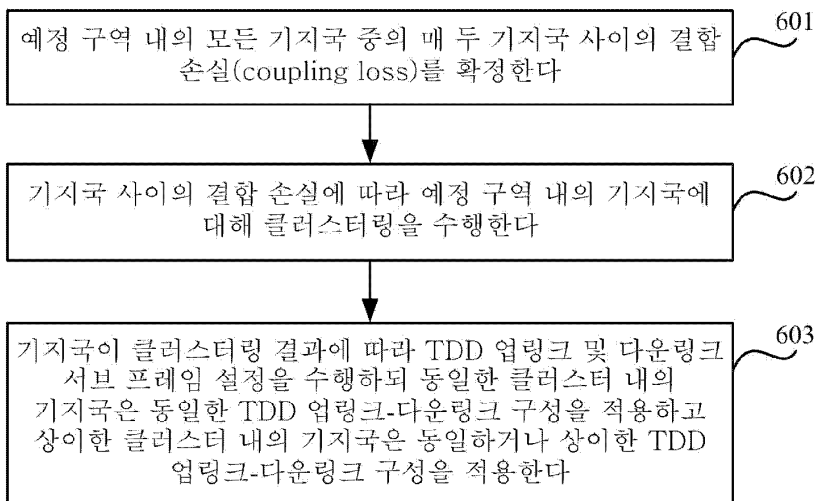 예정 구역 내의 모든 기지국 중의 매 두 기지국 사이의 결합
손실(coupling loss)를 확정한다
601
기지국 사이의 결합 손실에 따라 예정 구역 내의 기지국에
대해 클러스터링을 수행한다
602
기지국이 클러스터링 결과에 따라 TDD 업링크 및 다운링크
서브 프레임 설정을 수행하되 동일한 클러스터 내의
기지국은 동일한 TDD 업링크-다운링크 구성을 적용하고
상이한 클러스터 내의 기지국은 동일하거나 상이한 TDD
업링크-다운링크 구성을 적용한다
603